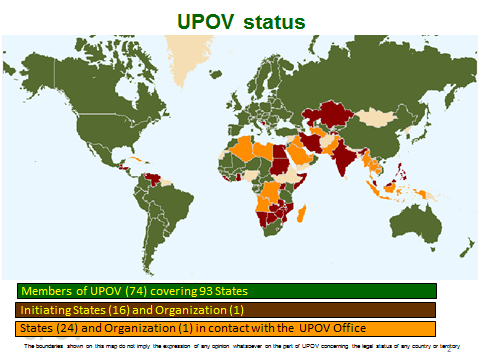 UPOV status
Members of UPOV (74) covering 93 States
Initiating States (16) and Organization (1)
States (24) and Organization (1) in contact with the UPOV Office
The boundaries shown on this map do not imply the expression of any opinion whatsoever on the part of UPOV concerning the legal status of any country or territory
2